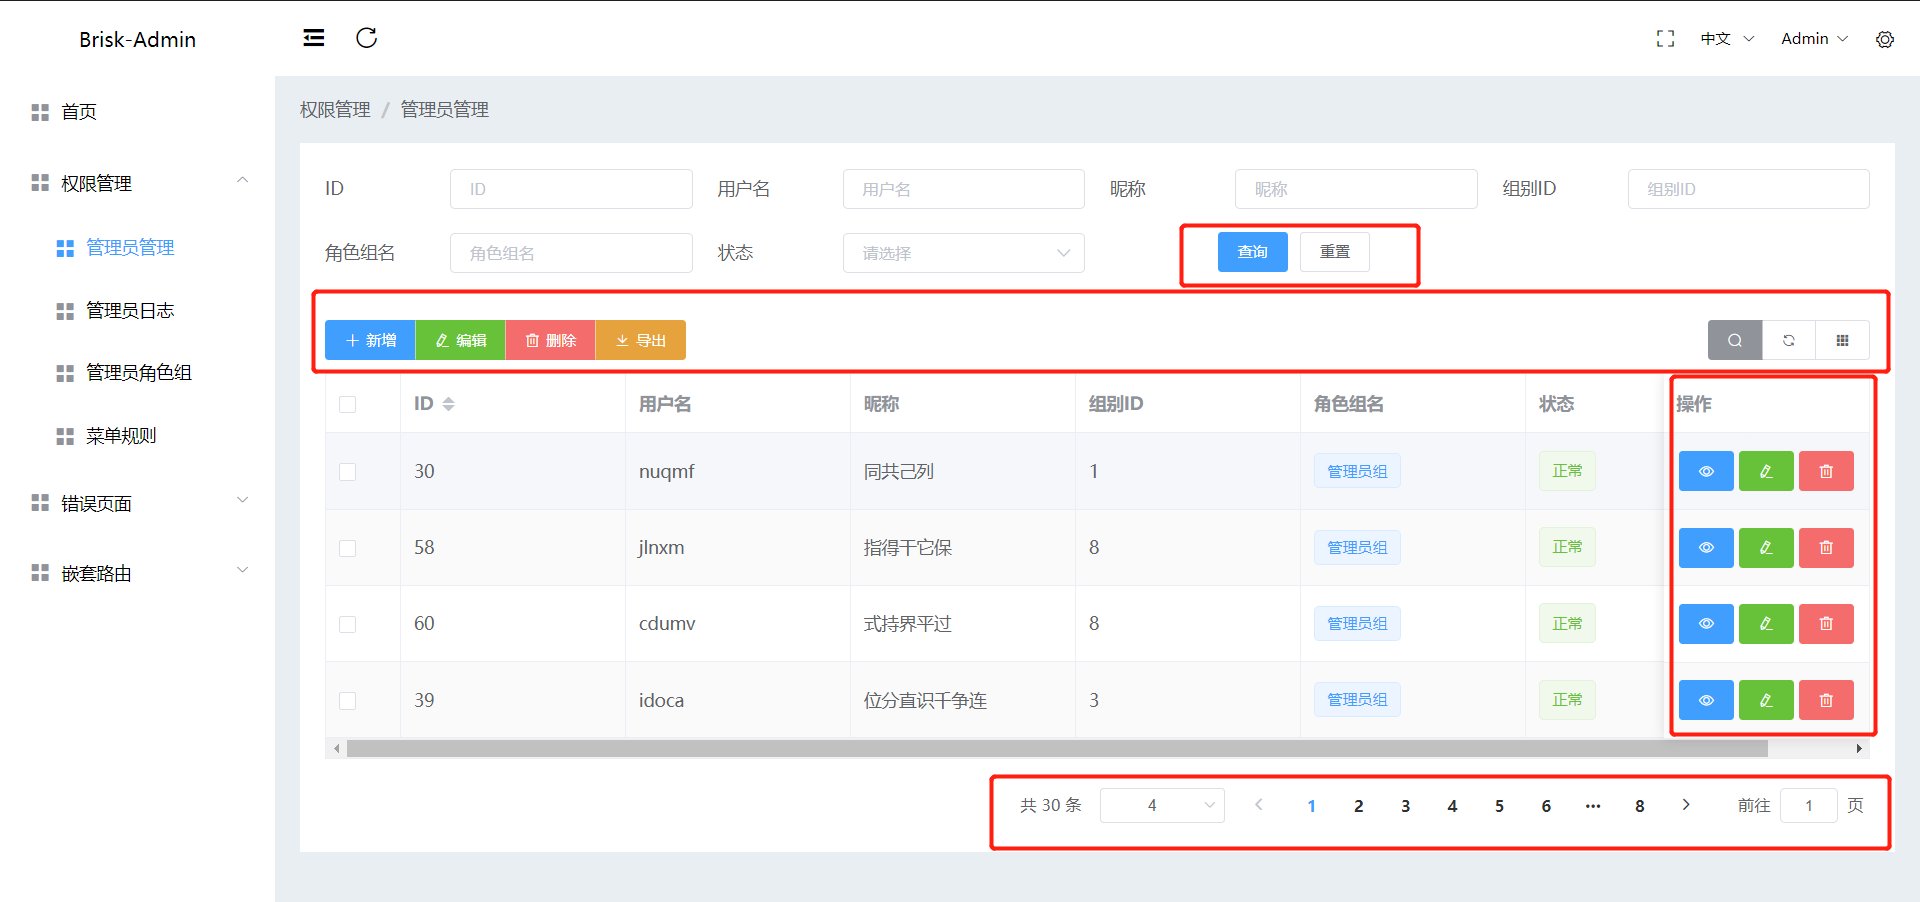 Brisk-Admin
中文 Admin
首页
权限管理
管理员管理
管理员日志
管理员角色组
菜单规则
错误页面
嵌套路由
权限管理 / 管理员管理
ID ID 用户名 用户名 昵称 昵称 组别ID 组别ID
角色组名 角色组名 状态 请选择 查询 重置
新增 编辑 删除 导出
ID 用户名 昵称 组别ID 角色组名 状态 操作
30 nuqmf 同共己列 1 管理员组 正常
58 jlnxm 指得干它保 8 管理员组 正常
60 cdumv 式持界平过 8 管理员组 正常
39 idoca 位分直识千争连 3 管理员组 正常
共 30 条 4 1 2 3 4 5 6 ··· 8 前往 1 页